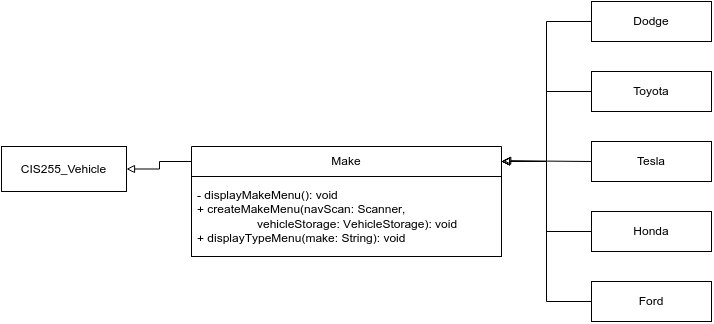 Dodge
Toyota
CIS255_Vehicle
Make
Tesla
- displayMakeMenu(): void
+ createMakeMenu(navScan: Scanner,
vehicleStorage: VehicleStorage): void
+ displayTypeMenu(make: String): void
Honda
Ford